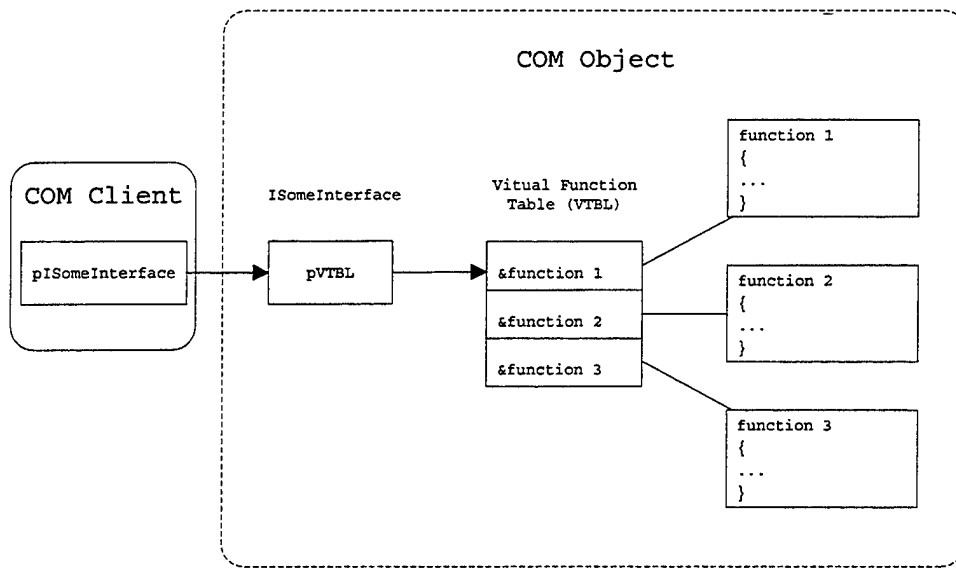 COM Object
COM Client
pISomeInterface
ISomeInterface
pVTBL
Vitual Function
Table (VTBL)
&function 1
&function 2
&function 3
function 1
{
...
}
function 2
{
...
}
function 3
{
...
}